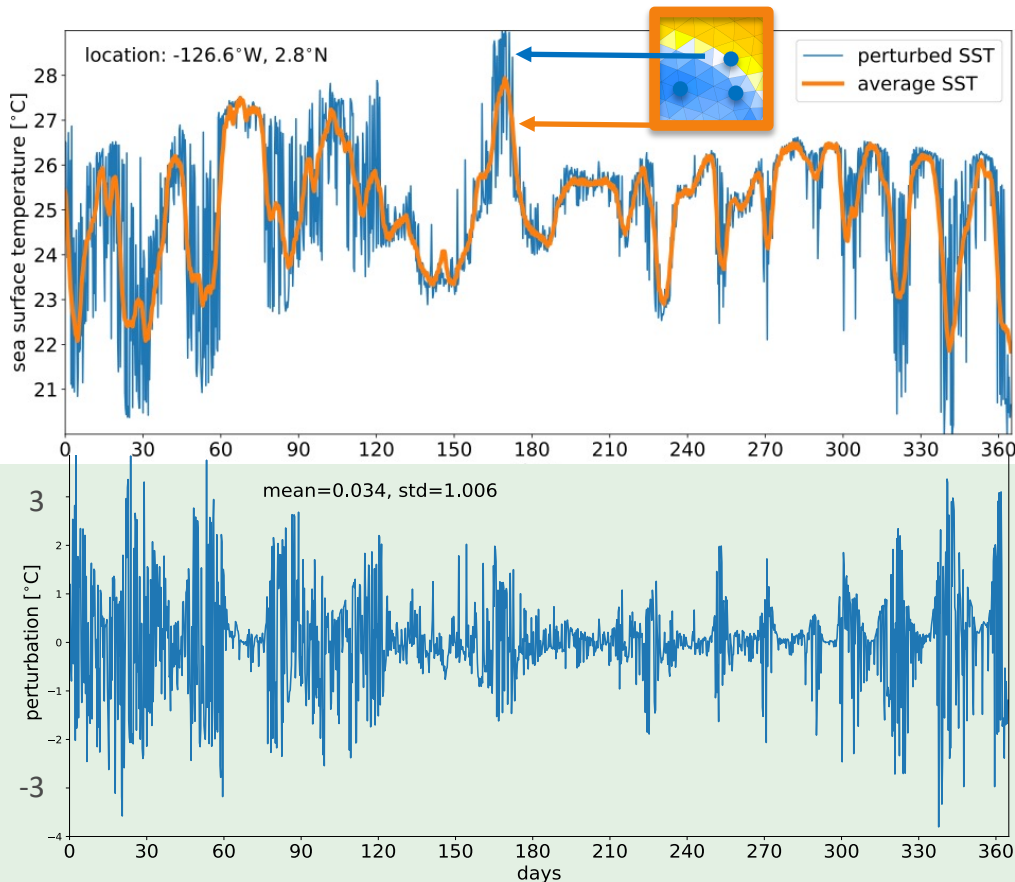 location: -126.6°W, 2.8°N
perturbed SST
average SST
sea surface temperature [°C]
28
27
26
25
24
23
22
21
0 30 60 90 120 150 180 210 240 270 300 330 360
mean=0.034, std=1.006
perturbation [°C]
3
2
1
0
−1
−2
-3
−4
0 30 60 90 120 150 180 210 240 270 300 330 360
days